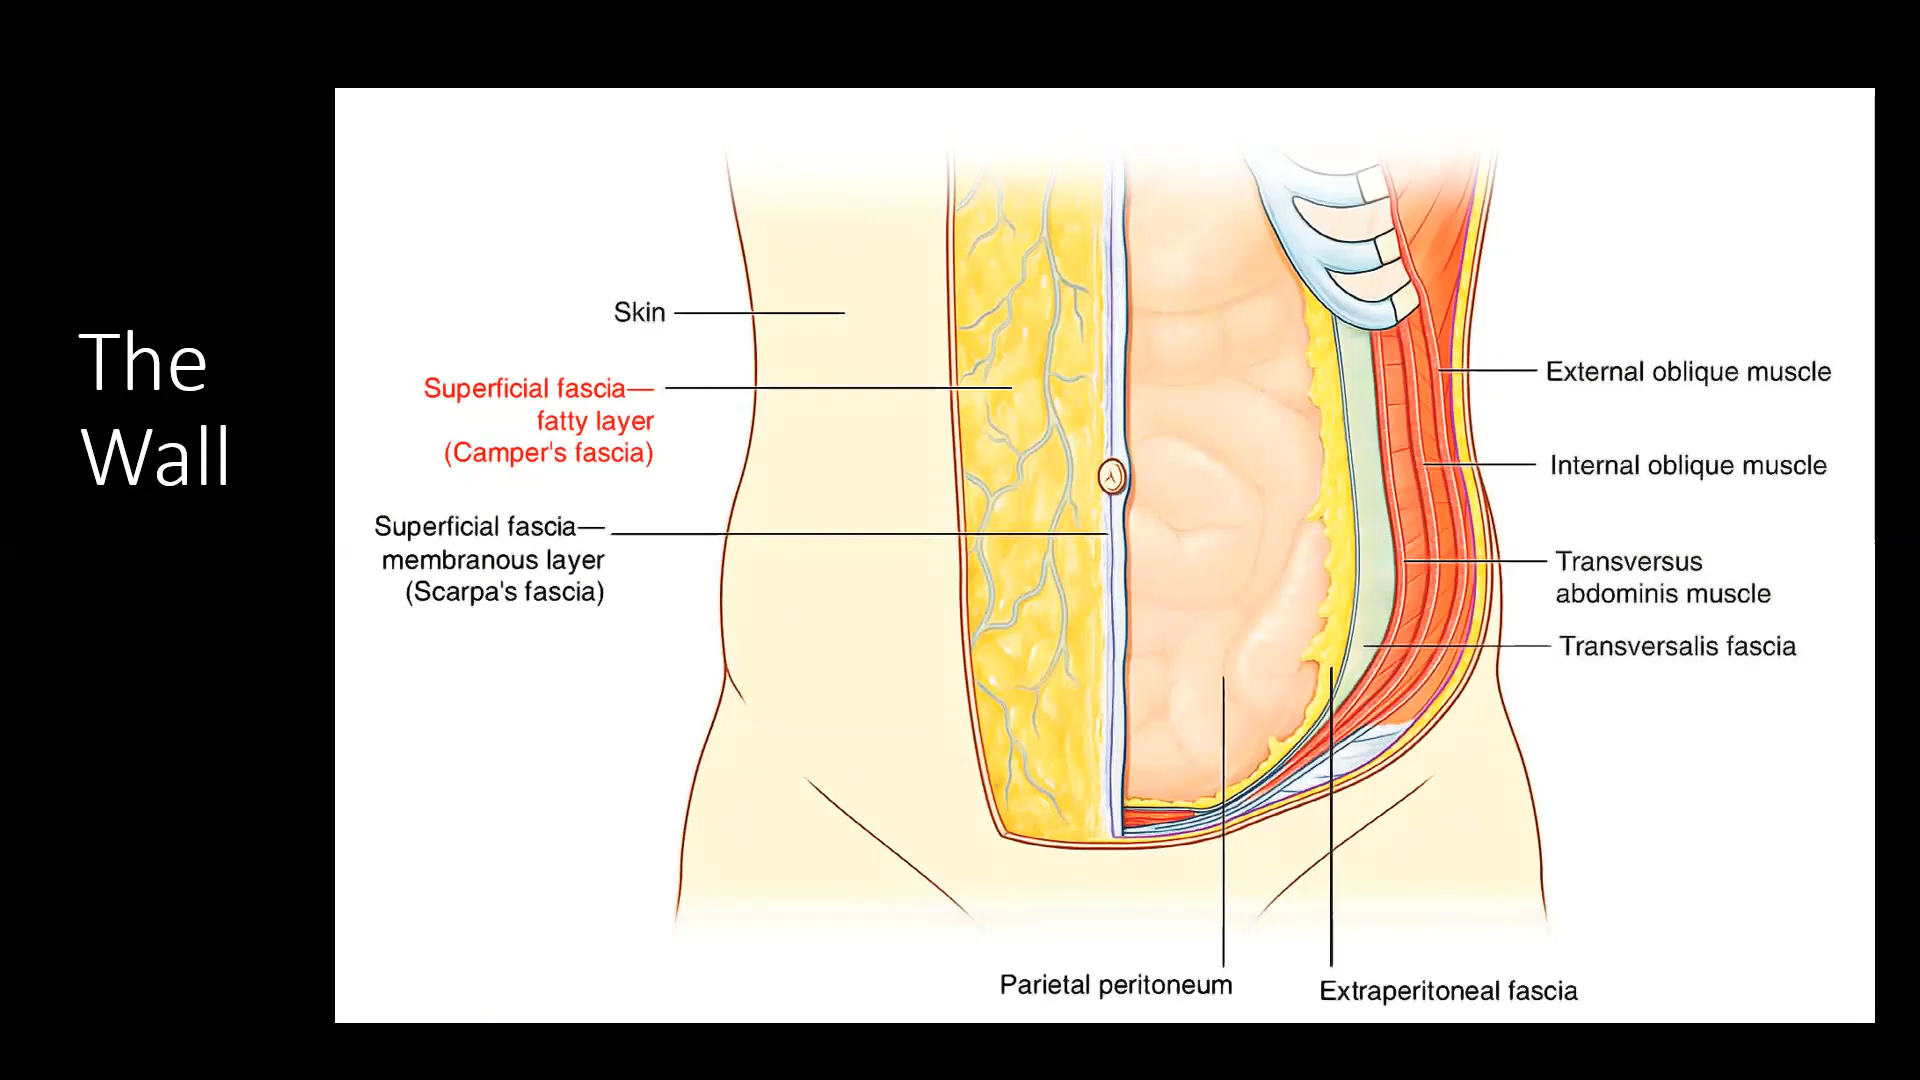 The
Wall
Skin
Superficial fascia—
fatty layer
(Camper's fascia)
Superficial fascia—
membranous layer
(Scarpa's fascia)
External oblique muscle
Internal oblique muscle
Transversus
abdominis muscle
Transversalis fascia
Parietal peritoneum
Extraperitoneal fascia